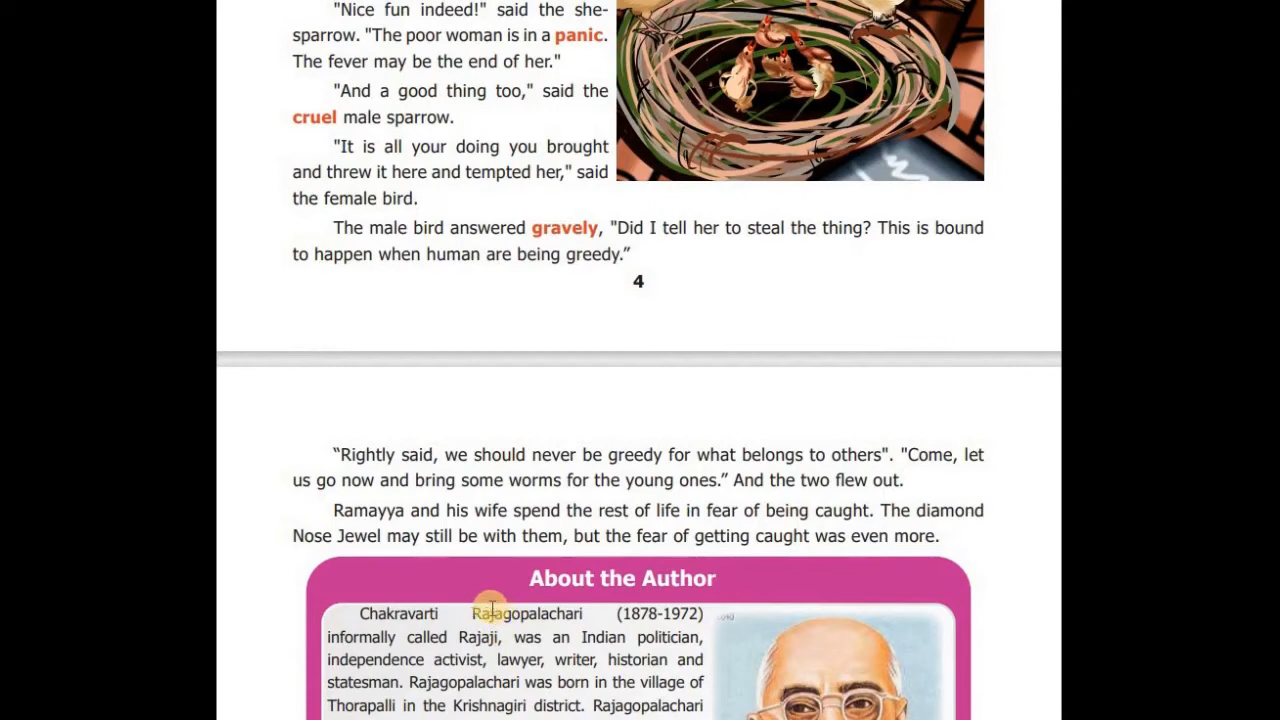 "Nice fun indeed!" said the she-
sparrow. "The poor woman is in a panic.
The fever may be the end of her."
"And a good thing too," said the
cruel male sparrow.
"It is all your doing you brought
and threw it here and tempted her," said
the female bird.
The male bird answered gravely, "Did I tell her to steal the thing? This is bound
to happen when human are being greedy.”
4
“Rightly said, we should never be greedy for what belongs to others". "Come, let
us go now and bring some worms for the young ones.” And the two flew out.
Ramayya and his wife spend the rest of life in fear of being caught. The diamond
Nose Jewel may still be with them, but the fear of getting caught was even more.
About the Author
Chakravarti Rajagopalachari (1878-1972)
informally called Rajaji, was an Indian politician,
independence activist, lawyer, writer, historian and
statesman. Rajagopalachari was born in the village of
Thorapalli in the Krishnagiri district. Rajagopalachari